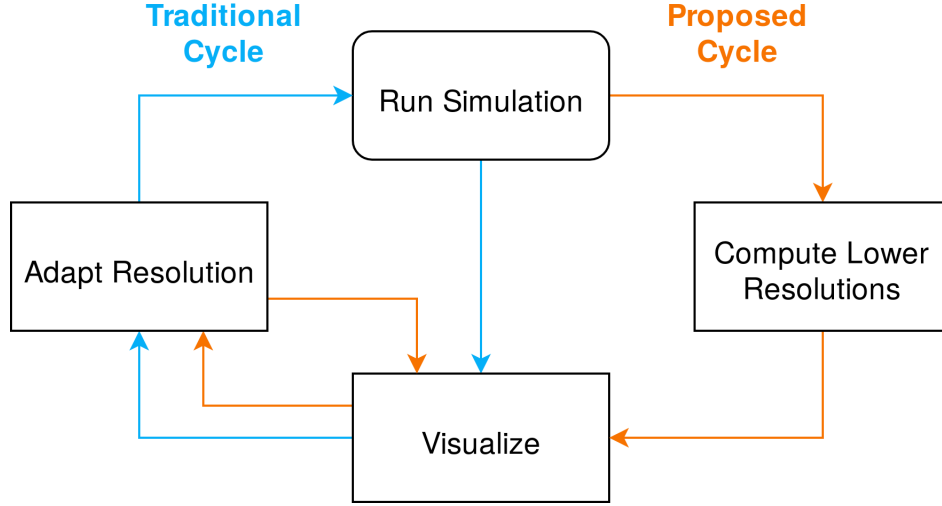 Traditional
Cycle
Proposed
Cycle
Run Simulation
Adapt Resolution
Compute Lower
Resolutions
Visualize